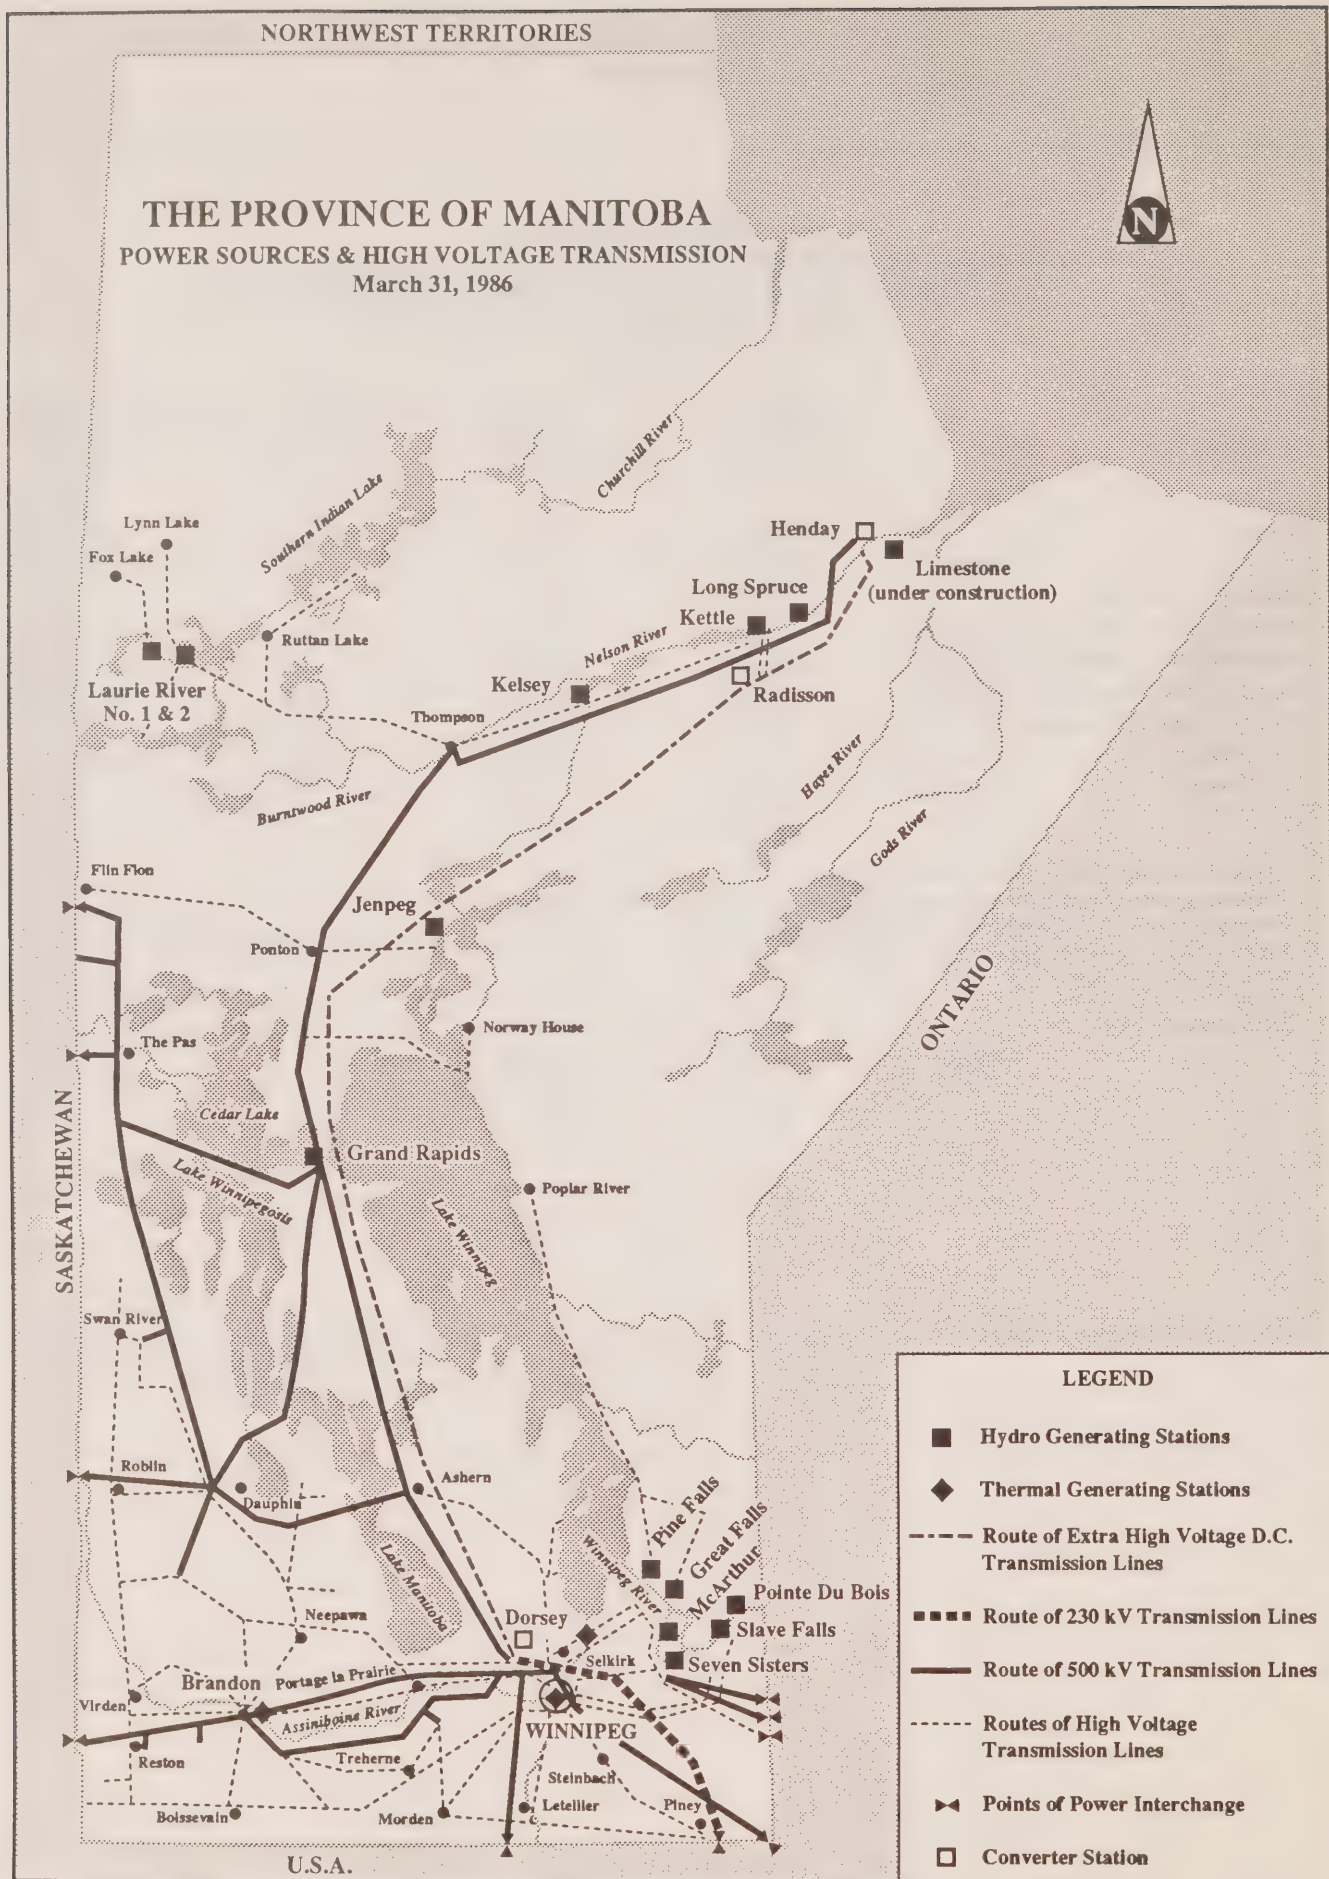 NORTHWEST TERRITORIES
THE PROVINCE OF MANITOBA
POWER SOURCES & HIGH VOLTAGE TRANSMISSION
March 31, 1986
N
Churchill River
Southern Indian Lake
Lynn Lake
Fox Lake
Ruttan Lake
Laurie River
No. 1 & 2
Henday
Limestone
(under construction)
Long Spruce
Kettle
Nelson River
Kelsey
Radisson
Thompson
Burntwood River
Hayes River
Gods River
Flin Flon
Jenpeg
Ponton
ONTARIO
Norway House
The Pas
Cedar Lake
SASKATCHEWAN
Grand Rapids
Lake Winnipegosis
Poplar River
Lake Winnipeg
Swan River
Roblin
Dauphin
Ashern
Pine Falls
Great Falls
McArthur
Winnipeg River
Pointe Du Bois
Slave Falls
Seven Sisters
Lake Manitoba
Neepawa
Dorsey
Selkirk
Brandon
Portage la Prairie
Virden
Assiniboine River
WINNIPEG
Reston
Treherne
Steinbach
Boissevain
Morden
Letellier
Piney
U.S.A.
LEGEND
Hydro Generating Stations
Thermal Generating Stations
Route of Extra High Voltage D.C.
Transmission Lines
Route of 230 kV Transmission Lines
Route of 500 kV Transmission Lines
Routes of High Voltage
Transmission Lines
Points of Power Interchange
Converter Station